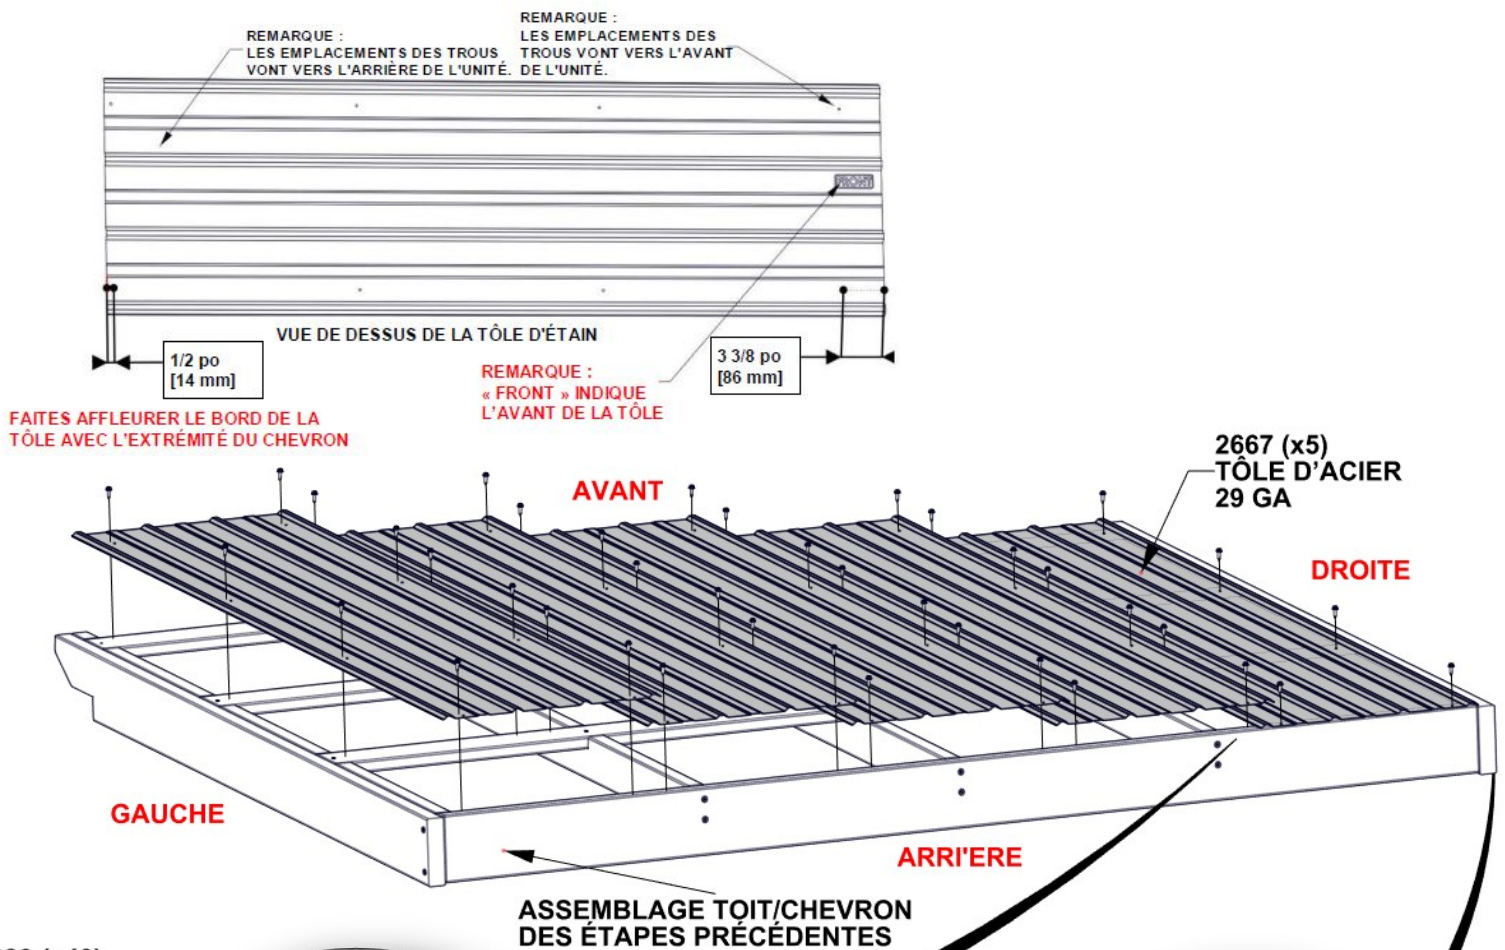 REMARQUE :
LES EMPLACEMENTS DES TROUS
VONT VERS L'ARRIÈRE DE L'UNITÉ.
REMARQUE :
LES EMPLACEMENTS DES
TROUS VONT VERS L'AVANT
DE L'UNITÉ.
FRONT
VUE DE DESSUS DE LA TÔLE D'ÉTAIN
1/2 po
[14 mm]
3 3/8 po
[86 mm]
REMARQUE :
« FRONT » INDIQUE
L'AVANT DE LA TÔLE
FAITES AFFLEURER LE BORD DE LA
TÔLE AVEC L'EXTRÉMITÉ DU CHEVRON
2667 (x5)
TÔLE D'ACIER
29 GA
AVANT
DROITE
GAUCHE
ARRI'ERE
ASSEMBLAGE TOIT/CHEVRON
DES ÉTAPES PRÉCÉDENTES